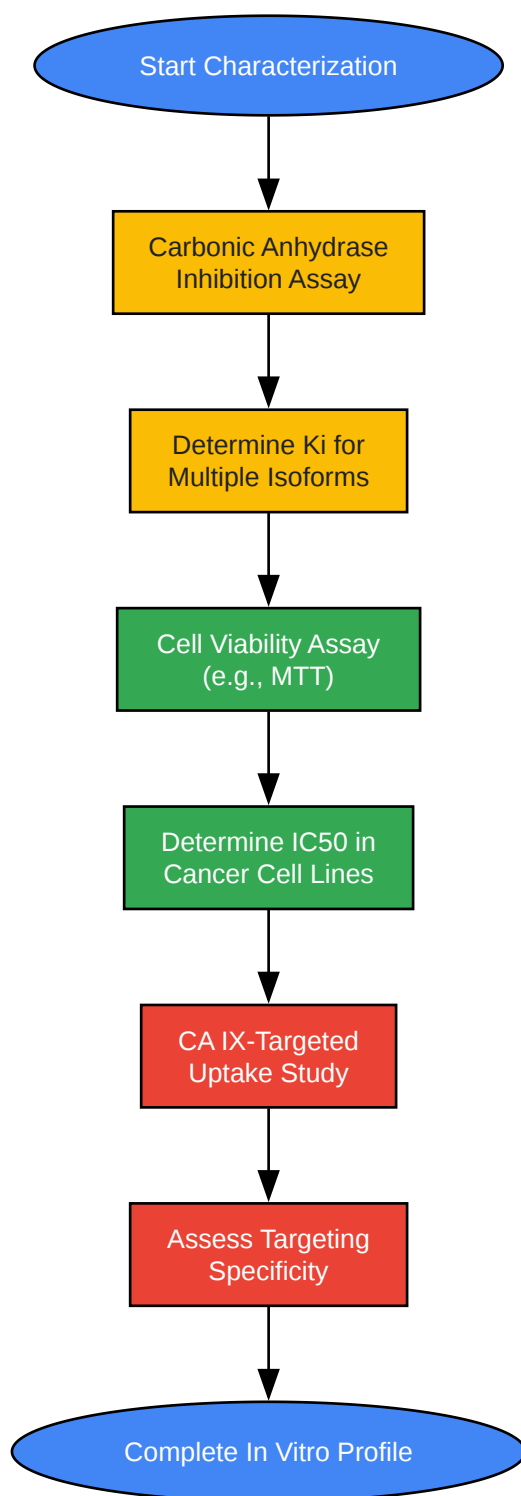 Start Characterization
Carbonic Anhydrase
Inhibition Assay
Determine Ki for
Multiple Isoforms
Cell Viability Assay
(e.g., MTT)
Determine IC50 in
Cancer Cell Lines
CA IX-Targeted
Uptake Study
Assess Targeting
Specificity
Complete In Vitro Profile